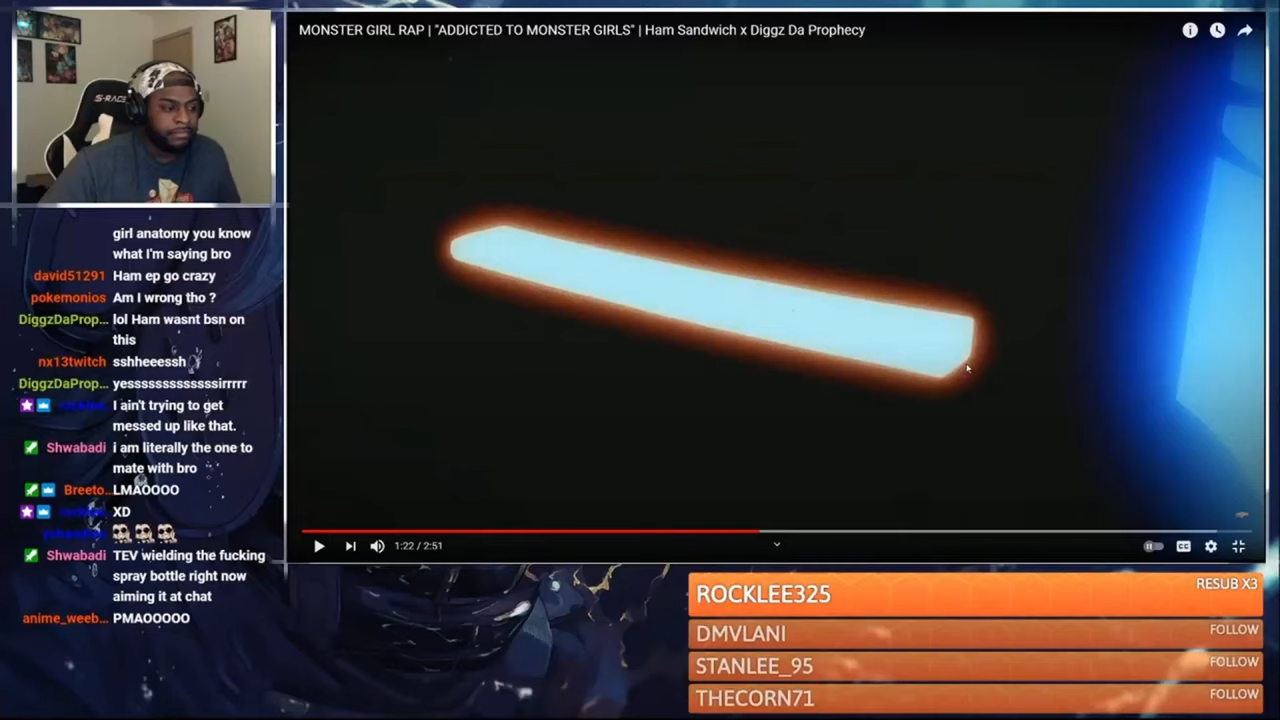 MONSTER GIRL RAP | "ADDICTED TO MONSTER GIRLS" | Ham Sandwich x Diggz Da Prophecy
S-RACE
girl anatomy you know
what I'm saying bro
david51291 Ham ep go crazy
pokemonios Am I wrong tho ?
DiggzDaProp... lol Ham wasnt bsn on
this
nx13twitch sshheeessh
DiggzDaProp... yessssssssssssirrrrr
I ain't trying to get
messed up like that.
Shwabadi i am literally the one to
mate with bro
Breeto... LMAOOOO
XD
Shwabadi TEV wielding the fucking
spray bottle right now
aiming it at chat
anime_weeb... PMAOOOOO
1:22 / 2:51
CC
ROCKLEE325 RESUB X3
DMVLANI FOLLOW
STANLEE_95 FOLLOW
THECORN71 FOLLOW